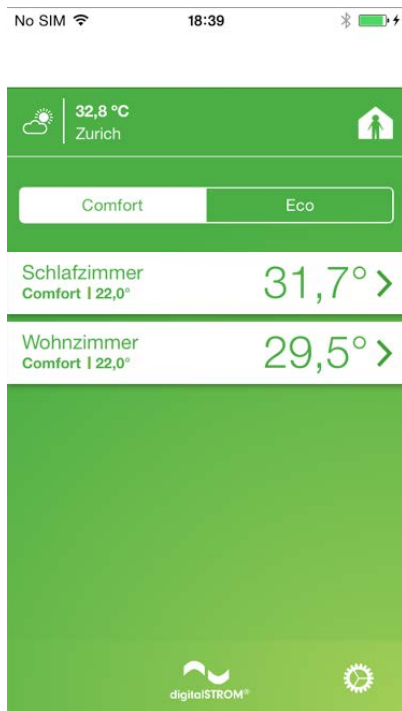 No SIM 18:39
32,8 °C
Zurich
Comfort Eco
Schlafzimmer
Comfort | 22,0°
31,7°
Wohnzimmer
Comfort | 22,0°
29,5°
digitalSTROM®